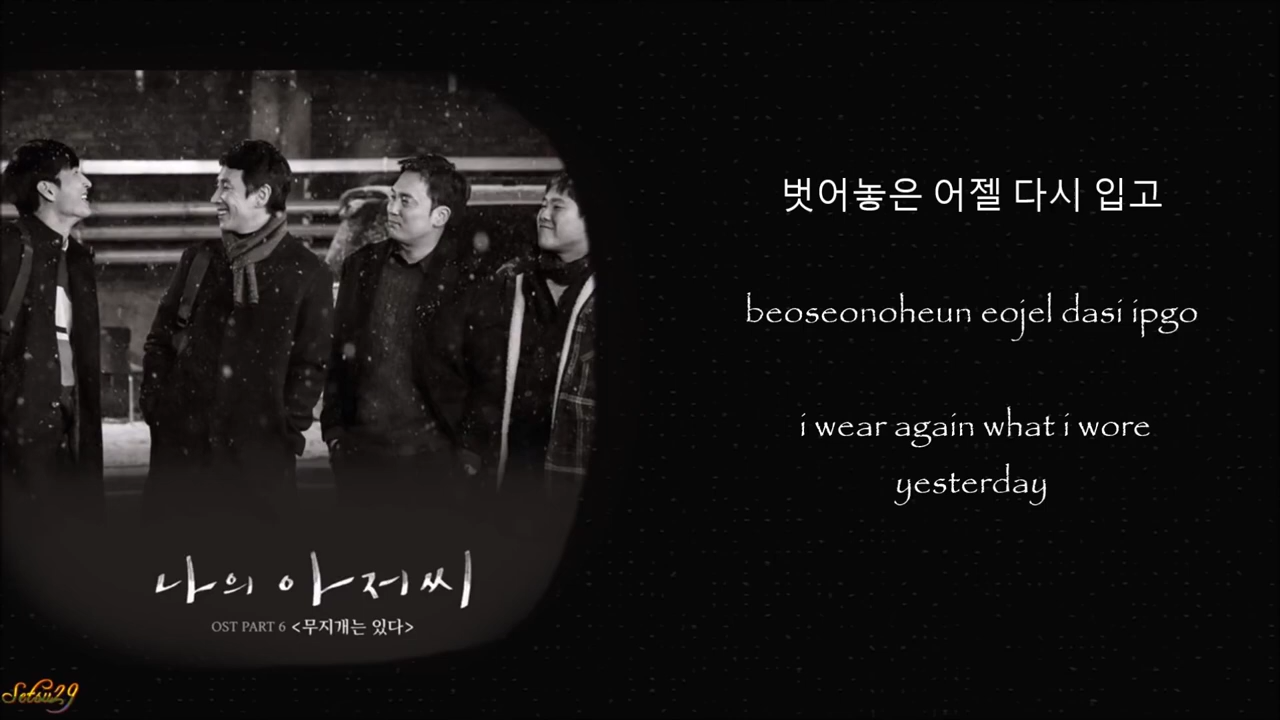 벗어놓은 어젤 다시 입고
beoseonoheun eojel dasi ipgo
i wear again what i wore
yesterday
나의 아저씨
OST PART 6 <무지개는 있다>
Setsu29